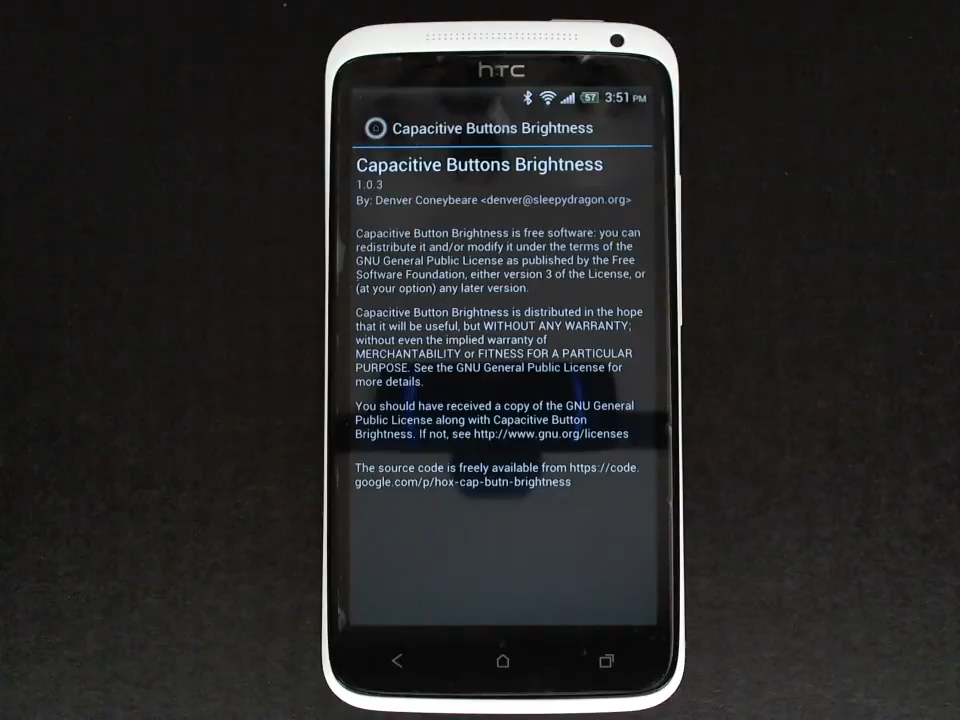 hTC
57 3:51 PM
Capacitive Buttons Brightness
Capacitive Buttons Brightness
1.0.3
By: Denver Coneybeare <denver@sleepydragon.org>
Capacitive Button Brightness is free software: you can
redistribute it and/or modify it under the terms of the
GNU General Public License as published by the Free
Software Foundation, either version 3 of the License, or
(at your option) any later version.
Capacitive Button Brightness is distributed in the hope
that it will be useful, but WITHOUT ANY WARRANTY;
without even the implied warranty of
MERCHANTABILITY or FITNESS FOR A PARTICULAR
PURPOSE. See the GNU General Public License for
more details.
You should have received a copy of the GNU General
Public License along with Capacitive Button
Brightness. If not, see http://www.gnu.org/licenses
The source code is freely available from https://code.
google.com/p/hox-cap-butn-brightness